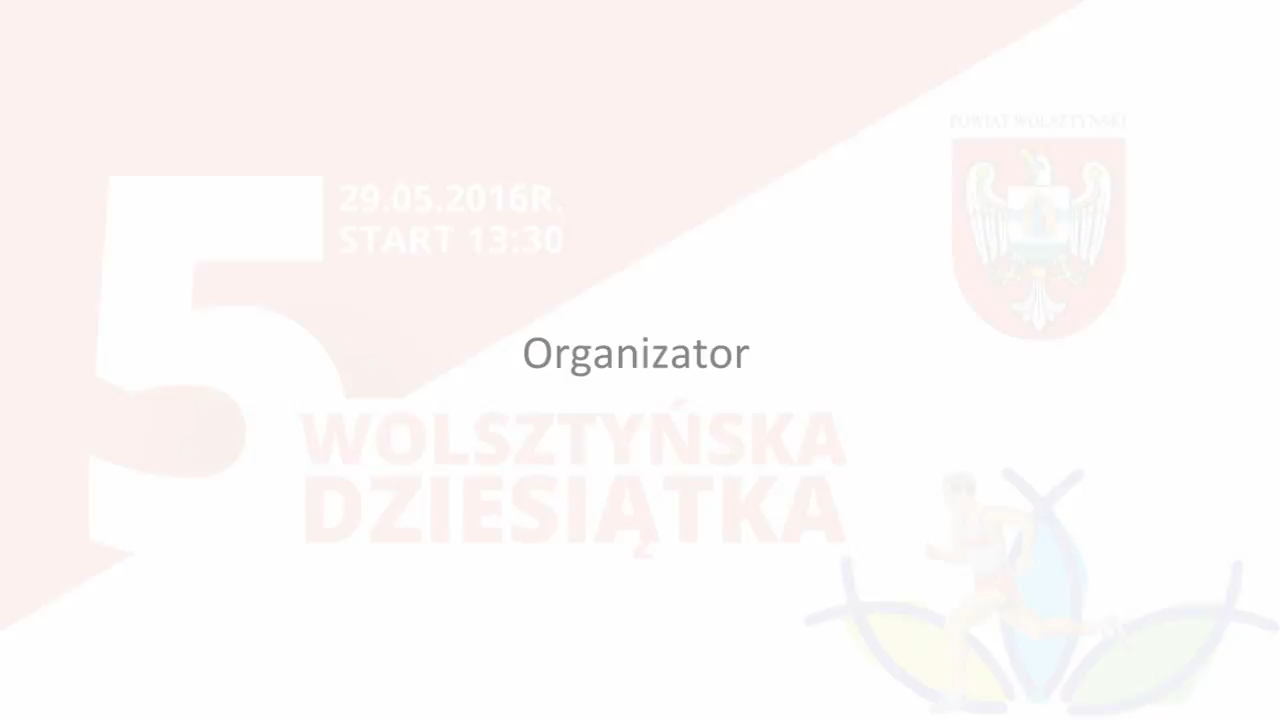 POWIAT WOLSZTYŃSKI
5
29.05.2016R.
START 13:30
Organizator
WOLSZTYŃSKA
DZIESIĄTKA